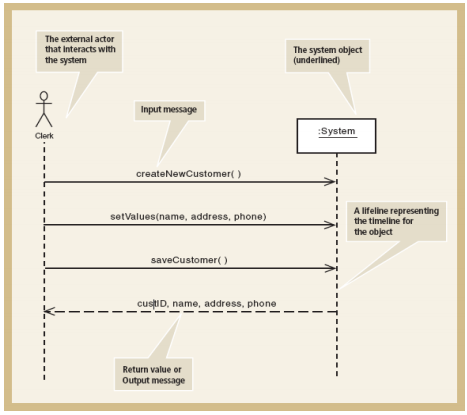 The external actor
that interacts with
the system
The system object
(underlined)
Input message
Clerk
:System
createNewCustomer( )
setValues(name, address, phone)
A lifeline representing
the timeline for
the object
saveCustomer( )
custID, name, address, phone
Return value or
Output message